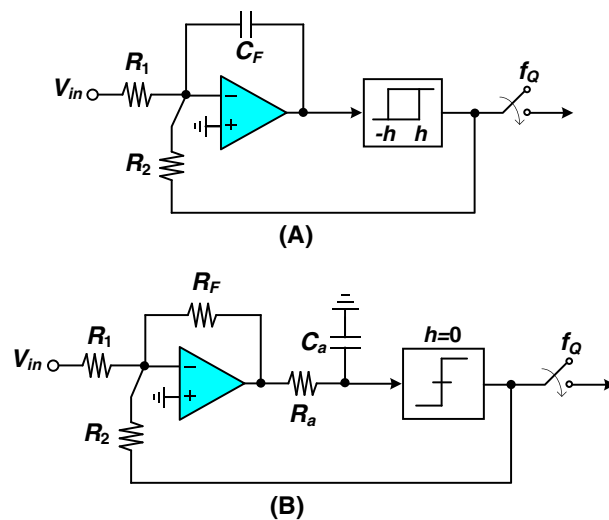 C_F
R_1
V_in
f_Q
− +
-h h
R_2
(A)
R_F
R_1
C_a
h=0
f_Q
V_in
− +
R_a
R_2
(B)